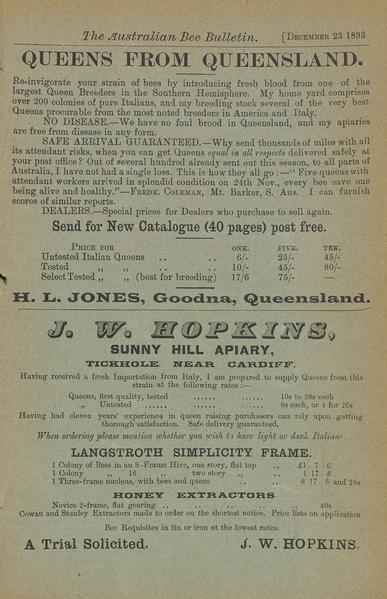 The Australian Bee Bulletin. [DECEMBER 23 1893
QUEENS FROM QUEENSLAND.
Re-invigorate your strain of bees by introducing fresh blood from one of the
largest Queen Breeders in the Southern Hemisphere. My home yard comprises
over 200 colonies of pure Italians, and my breeding stock several of the very best
Queens procurable from the most noted breeders in America and Italy.
NO DISEASE.—We have no foul brood in Queensland, and my apiaries
are free from disease in any form.
SAFE ARRIVAL GUARANTEED.—Why send thousands of miles with all
its attendant risks, when you can get Queens equal in all respects delivered safely at
your post office? Out of several hundred already sent out this season, to all parts of
Australia, I have not had a single loss. This is how they all go :—" Five queens with
attendant workers arrived in splendid condition on 24th Nov., every bee save one
being alive and healthy."—FREDK. COLEMAN, Mt. Barker, S. Aus. I can furnish
scores of similar reports.
DEALERS.—Special prices for Dealers who purchase to sell again.
Send for New Catalogue (40 pages) post free.
PRICE FOR ONE. FIVE. TEN.
Untested Italian Queens .. .. 6/- 25/- 45/-
Tested „ „ .. .. 10/- 45/- 80/-
Select Tested „ „ (best for breeding) 17/6 75/- —
H. L. JONES, Goodna, Queensland.
J. W. HOPKINS,
SUNNY HILL APIARY,
TICKHOLE, NEAR CARDIFF.
Having received a fresh Importation from Italy, I am prepared to supply Queens from this
strain at the following rates :—
Queens, first quality, tested ...... ...... 10s to 20s each
„ Untested ...... ...... ...... 6s each, or 4 for 20s
Having had eleven years' experience in queen raising purchasers can rely upon getting
thorough satisfaction. Safe delivery guaranteed,
When ordering please mention whether you wish to have light or dark Italians.
LANGSTROTH SIMPLICITY FRAME.
1 Colony of Bees in an 8-Frame Hive, one story, flat top .. £1 7 6
1 Colony „ 16 „ two story „ .. 1 17 6
1 Three-frame nucleus, with bees and queen .. .. 0 17 6 and 20s
HONEY EXTRACTORS.
Novice 2-frame, flat gearing .. .. .. .. .. 40s
Cowan and Stanley Extractors made to order on the shortest notice. Price lists on application.
Bee Requisites in tin or iron at the lowest rates.
A Trial Solicited. J. W. HOPKINS.